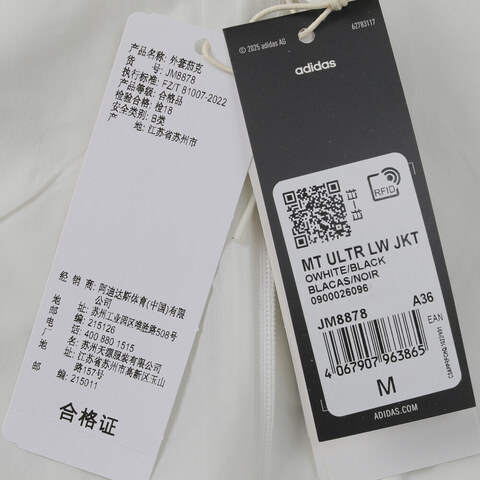 产品名称: 外套茄克
货 号: JM8878
执行标准: FZ/T 81007-2022
产品等级: 合格品
检验合格: 检18
安全类别: B类
产 地: 江苏省苏州市
经 销 商: 阿迪达斯体育(中国)有限公司
地 址: 苏州工业园区维胜路508号
邮 编: 215126
电 话: 400 880 1515
苏州天源服装有限公司
地 址: 江苏省苏州市高新区玉山路157号
邮 编: 215011
合格证
© 2025 adidas AG
62783117
adidas
RFID
MT ULTR LW JKT
OWHITE/BLACK
BLACAS/NOIR
0900026096
JM8878
A36
EAN
4 067907 963865
M
ADIDAS.COM